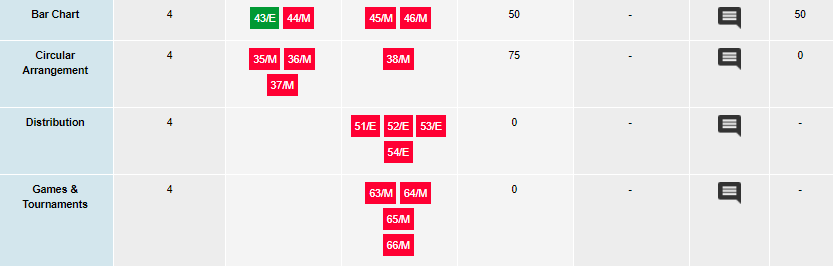 Bar Chart 4 43/E 44/M 45/M 46/M 50 - 50
Circular Arrangement 4 35/M 36/M 37/M 38/M 75 - 0
Distribution 4 51/E 52/E 53/E 54/E 0 - -
Games & Tournaments 4 63/M 64/M 65/M 66/M 0 - -